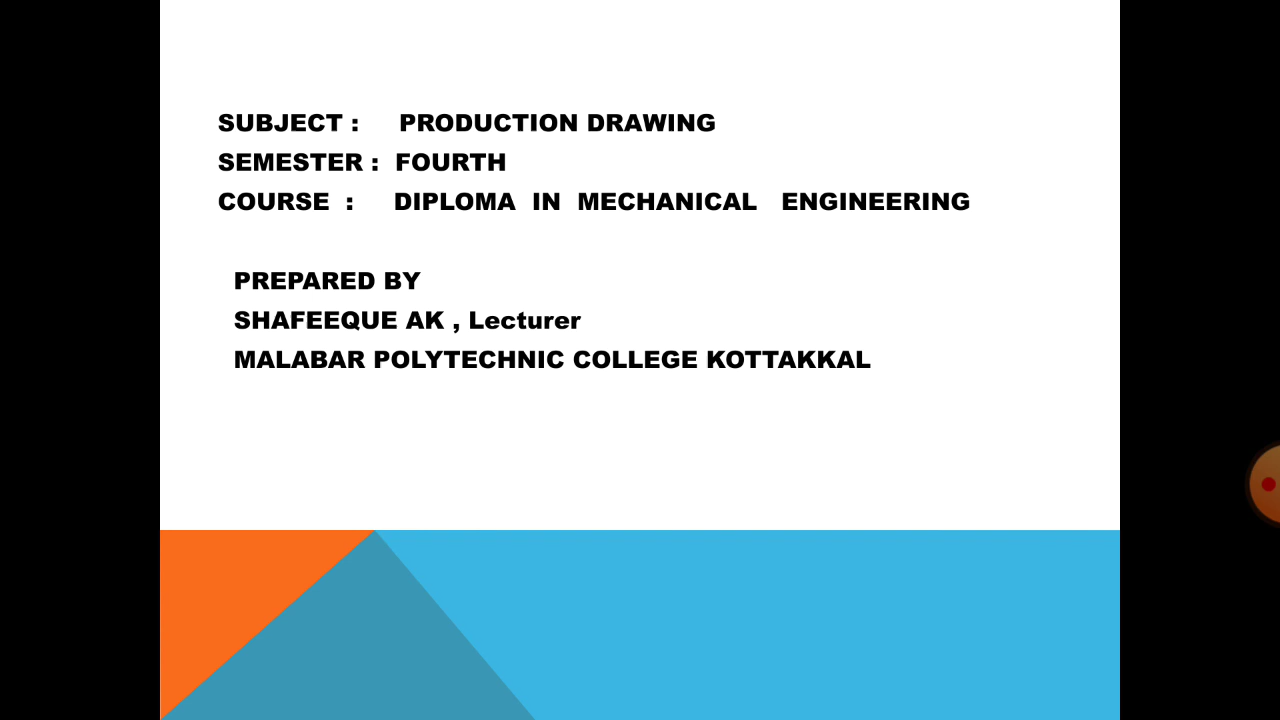 SUBJECT : PRODUCTION DRAWING
SEMESTER : FOURTH
COURSE : DIPLOMA IN MECHANICAL ENGINEERING
PREPARED BY
SHAFEEQUE AK , Lecturer
MALABAR POLYTECHNIC COLLEGE KOTTAKKAL